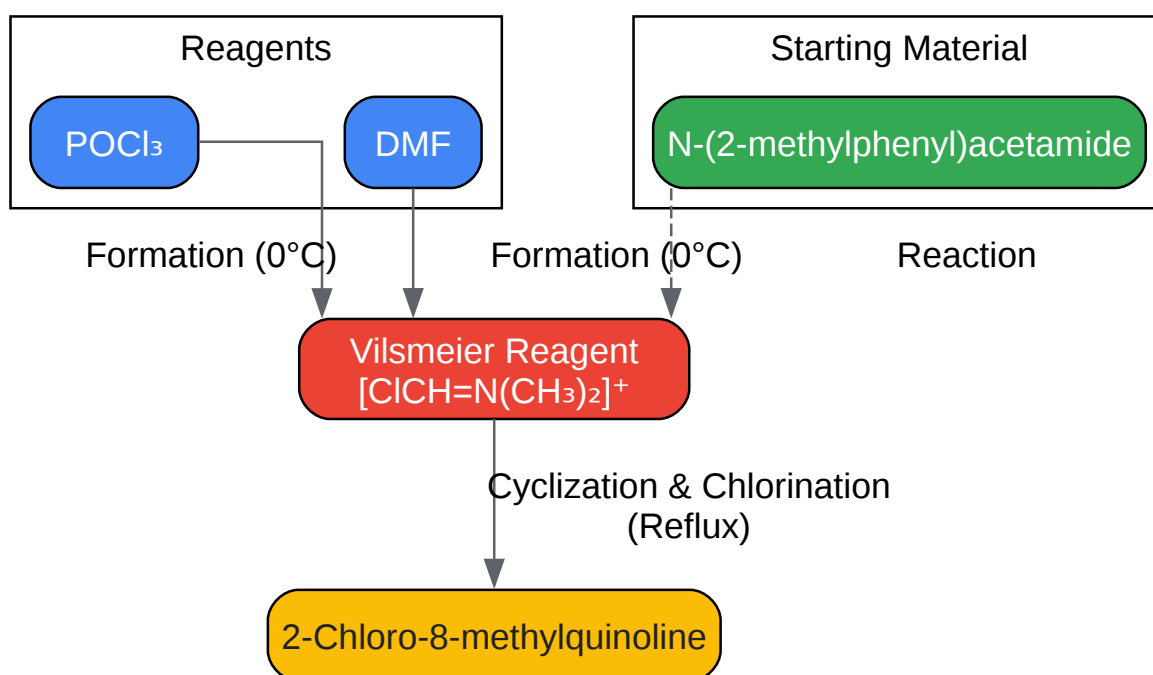 Reagents
Starting Material
POCl₃
DMF
N-(2-methylphenyl)acetamide
Formation (0°C)
Formation (0°C)
Reaction
Vilsmeier Reagent
[ClCH=N(CH₃)₂]⁺
Cyclization & Chlorination
(Reflux)
2-Chloro-8-methylquinoline